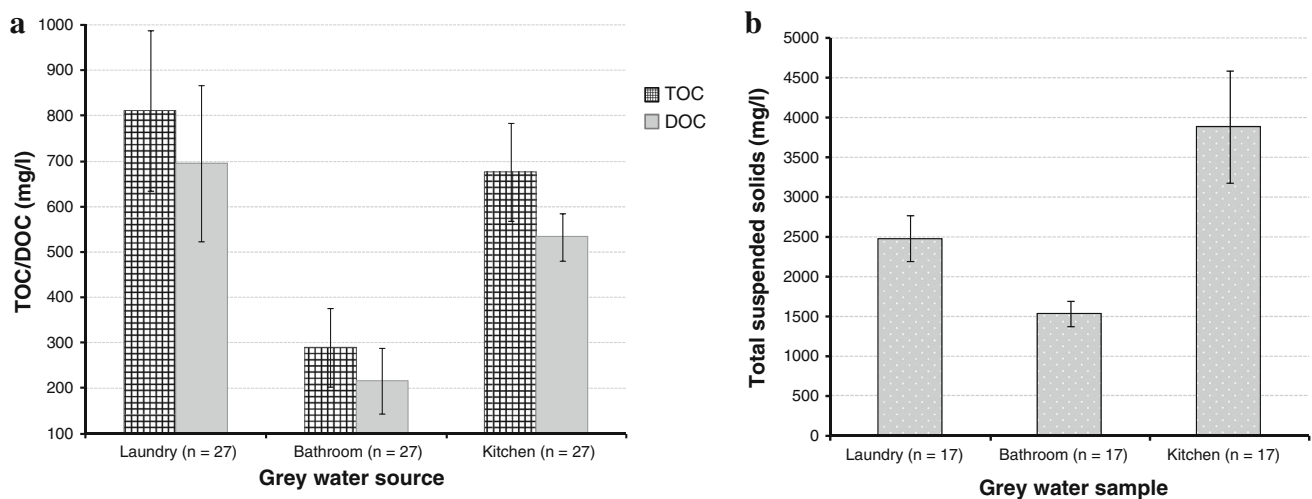 a
1000
900
800
700
600
500
400
300
200
100
TOC/DOC (mg/l)
Laundry (n = 27)
Bathroom (n = 27)
Kitchen (n = 27)
Grey water source
TOC
DOC
b
5000
4500
4000
3500
3000
2500
1500
1000
500
0
Total suspended solids (mg/l)
Laundry (n = 17)
Bathroom (n = 17)
Kitchen (n = 17)
Grey water sample